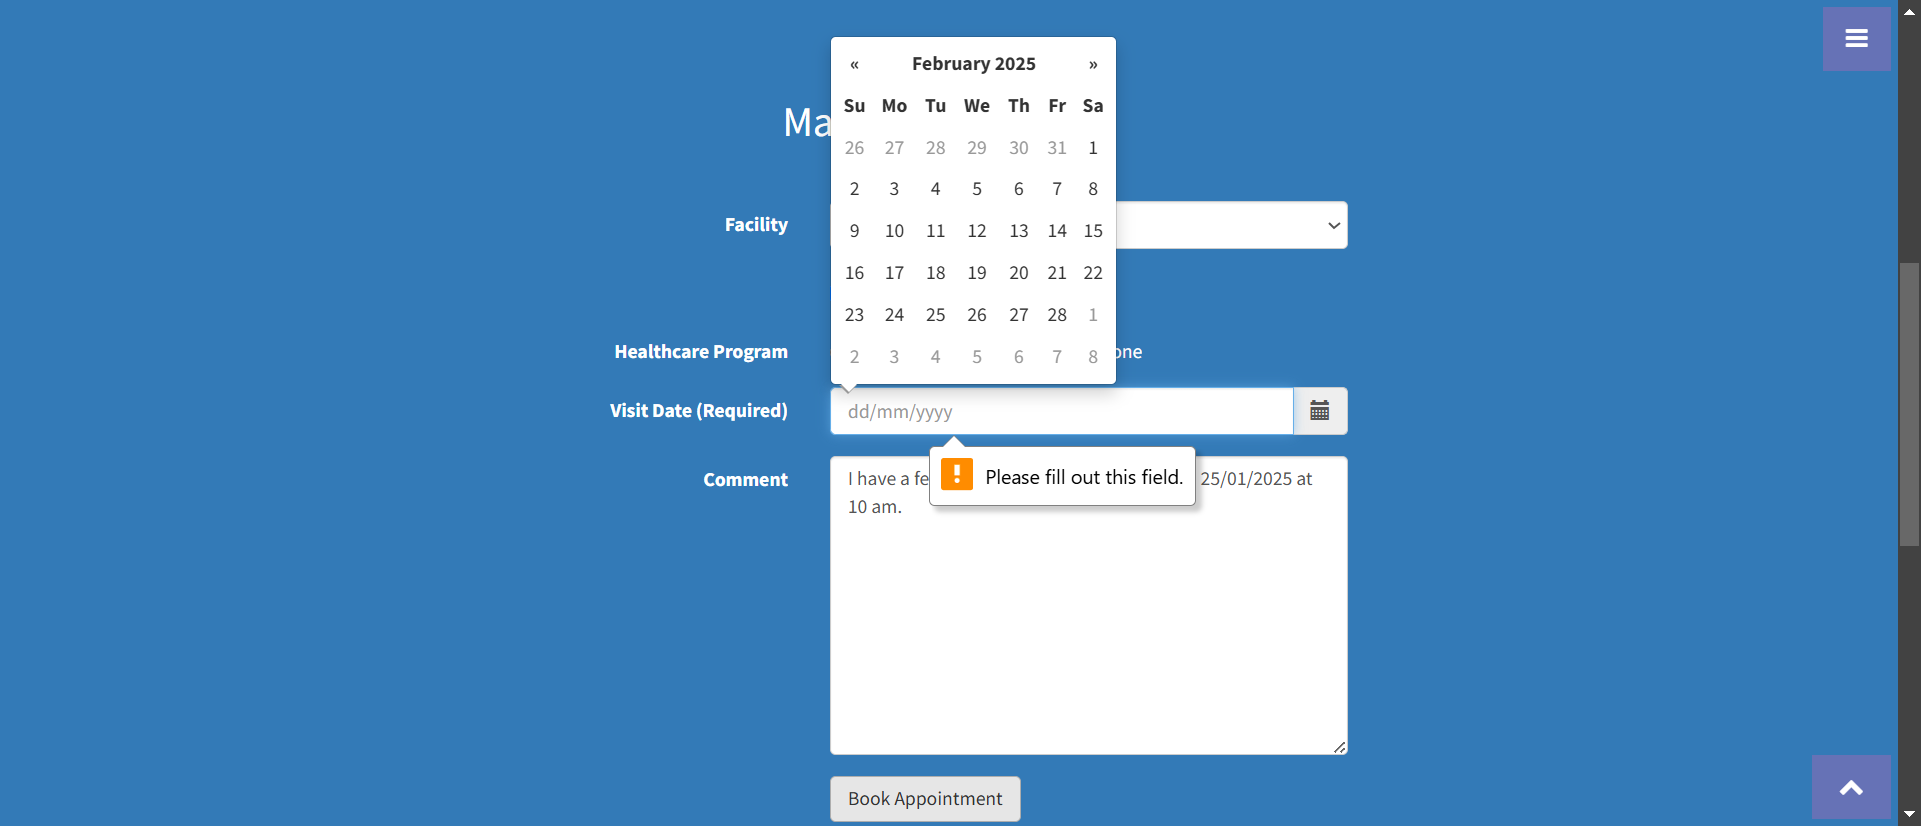 « February 2025 »
Su Mo Tu We Th Fr Sa
26 27 28 29 30 31 1
2 3 4 5 6 7 8
9 10 11 12 13 14 15
16 17 18 19 20 21 22
23 24 25 26 27 28 1
2 3 4 5 6 7 8
Ma
Facility
Healthcare Program
one
Visit Date (Required)
dd/mm/yyyy
Please fill out this field.
Comment
I have a fe 25/01/2025 at
10 am.
Book Appointment